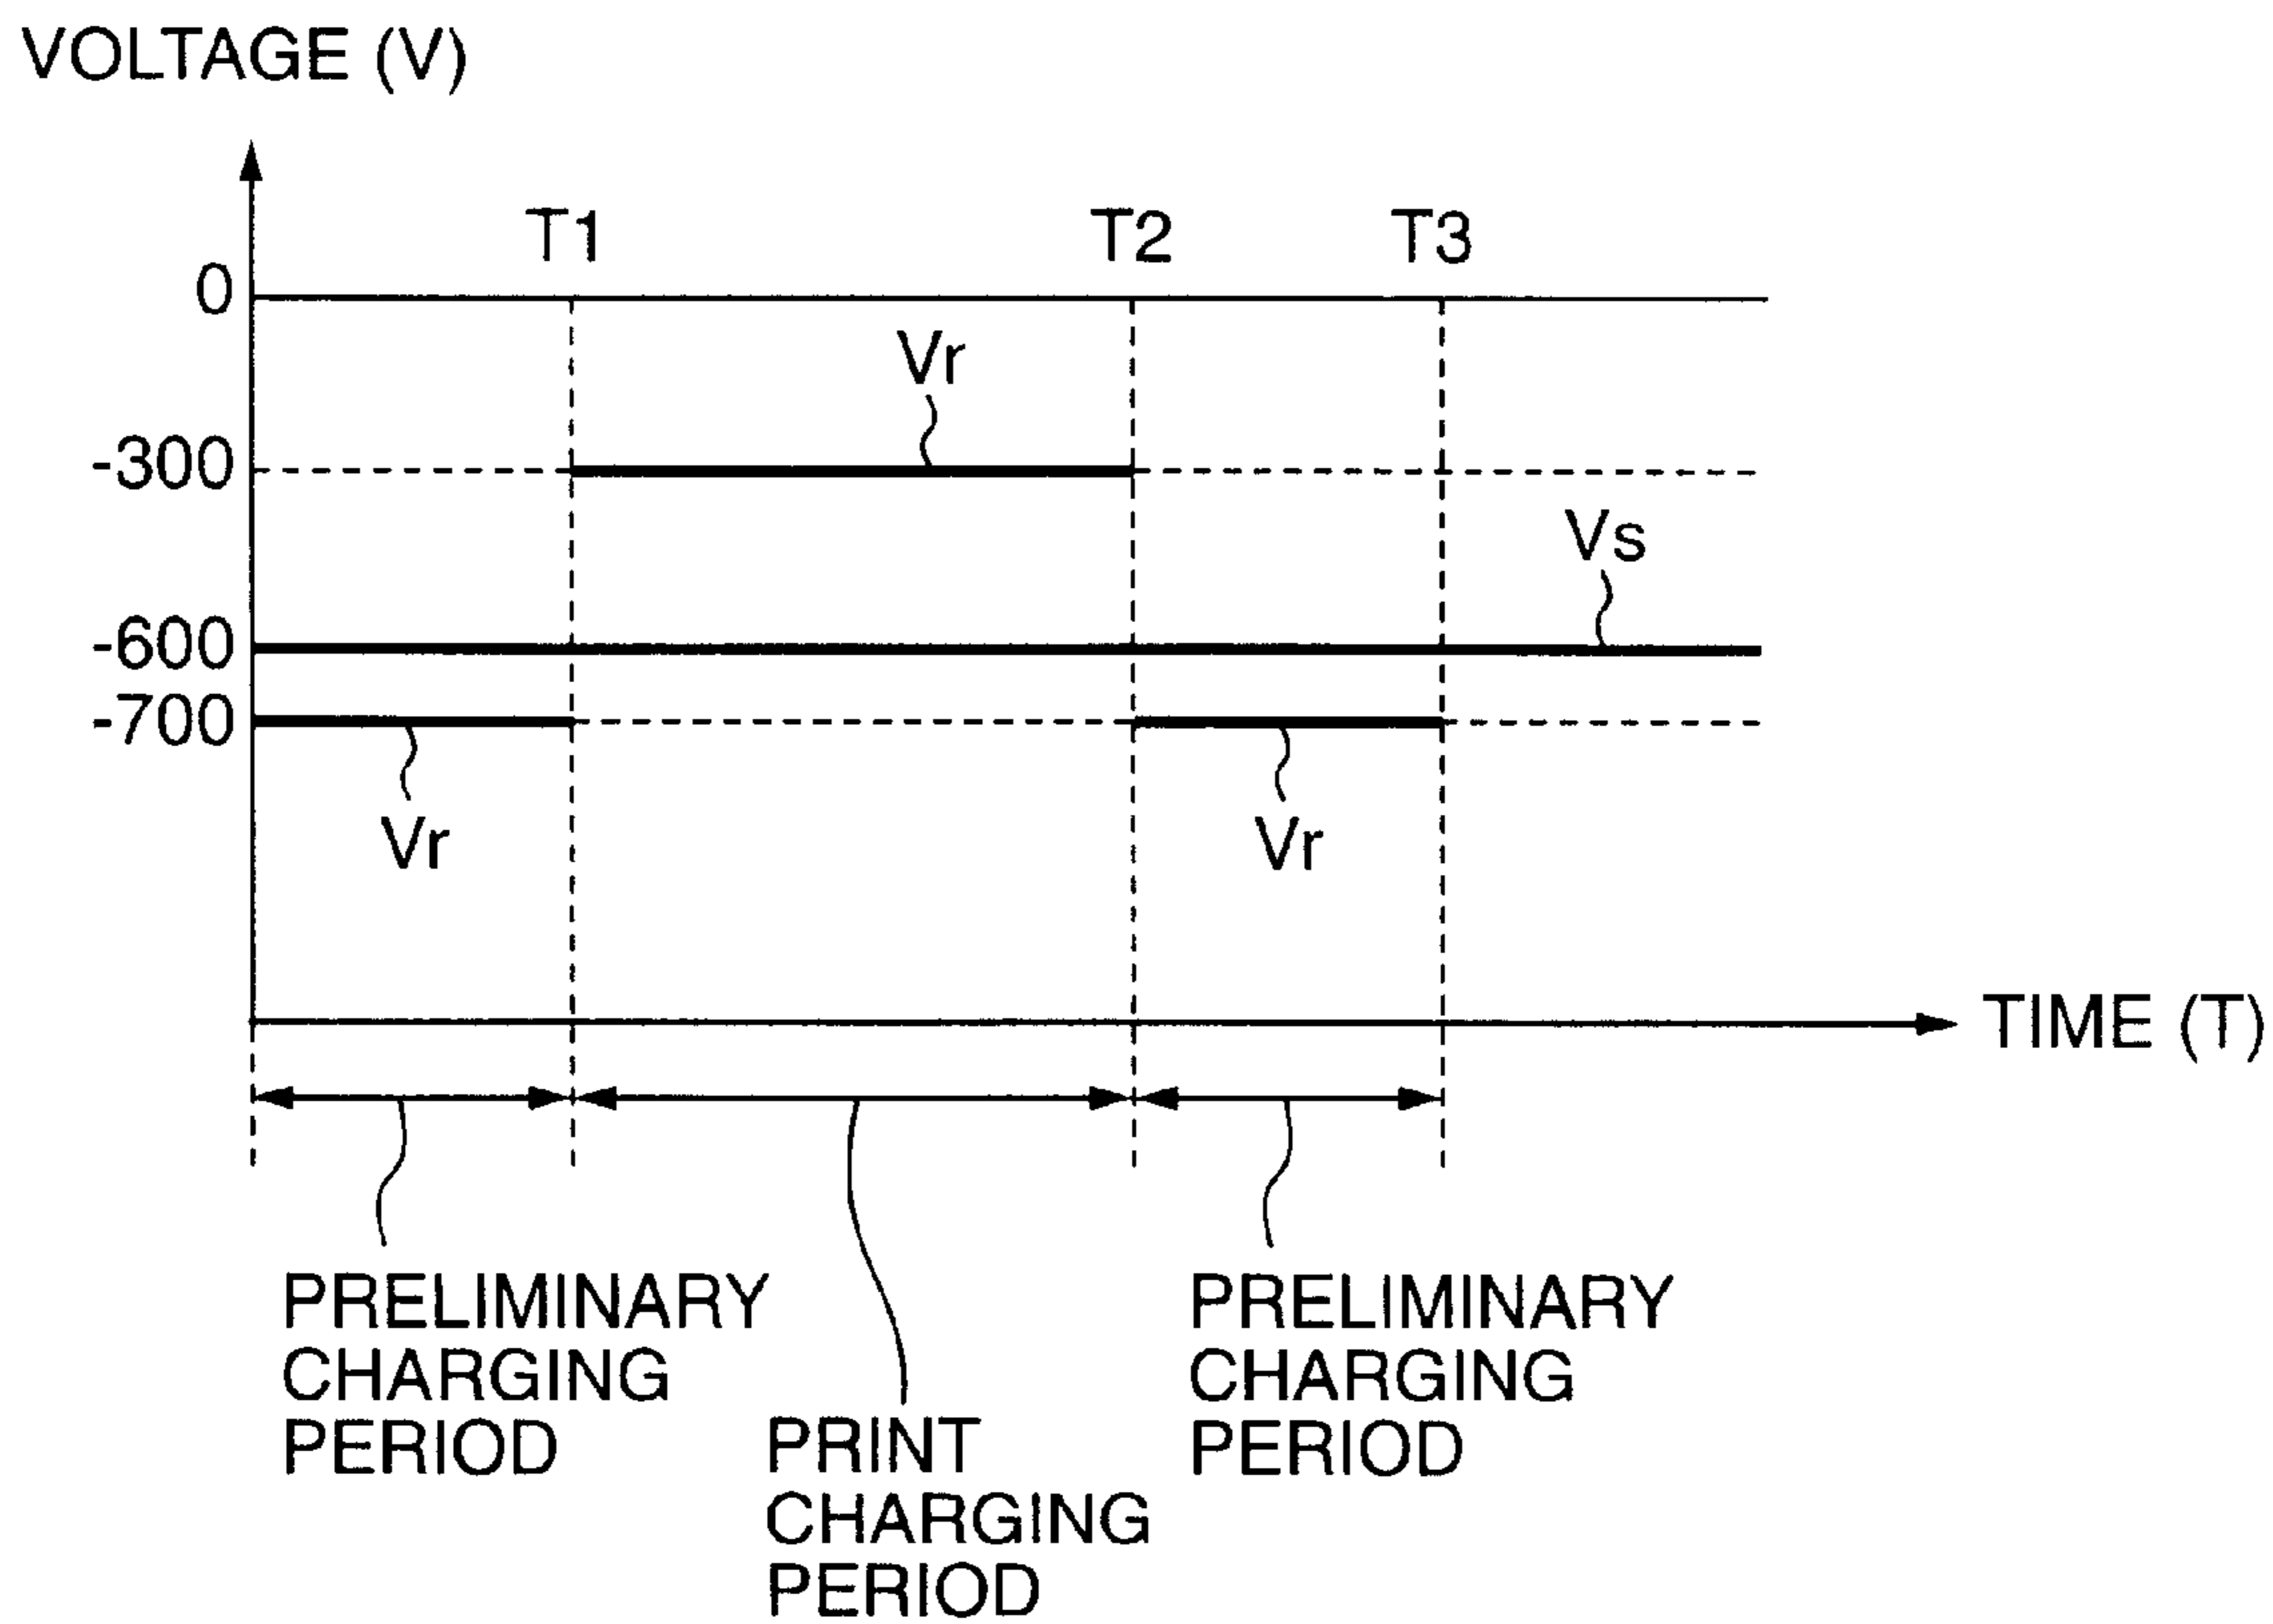 VOLTAGE (V)
T1 T2 T3
0
Vr
-300
Vs
-600
-700
Vr Vr
TIME (T)
PRELIMINARY
CHARGING
PERIOD
PRINT
CHARGING
PERIOD
PRELIMINARY
CHARGING
PERIOD